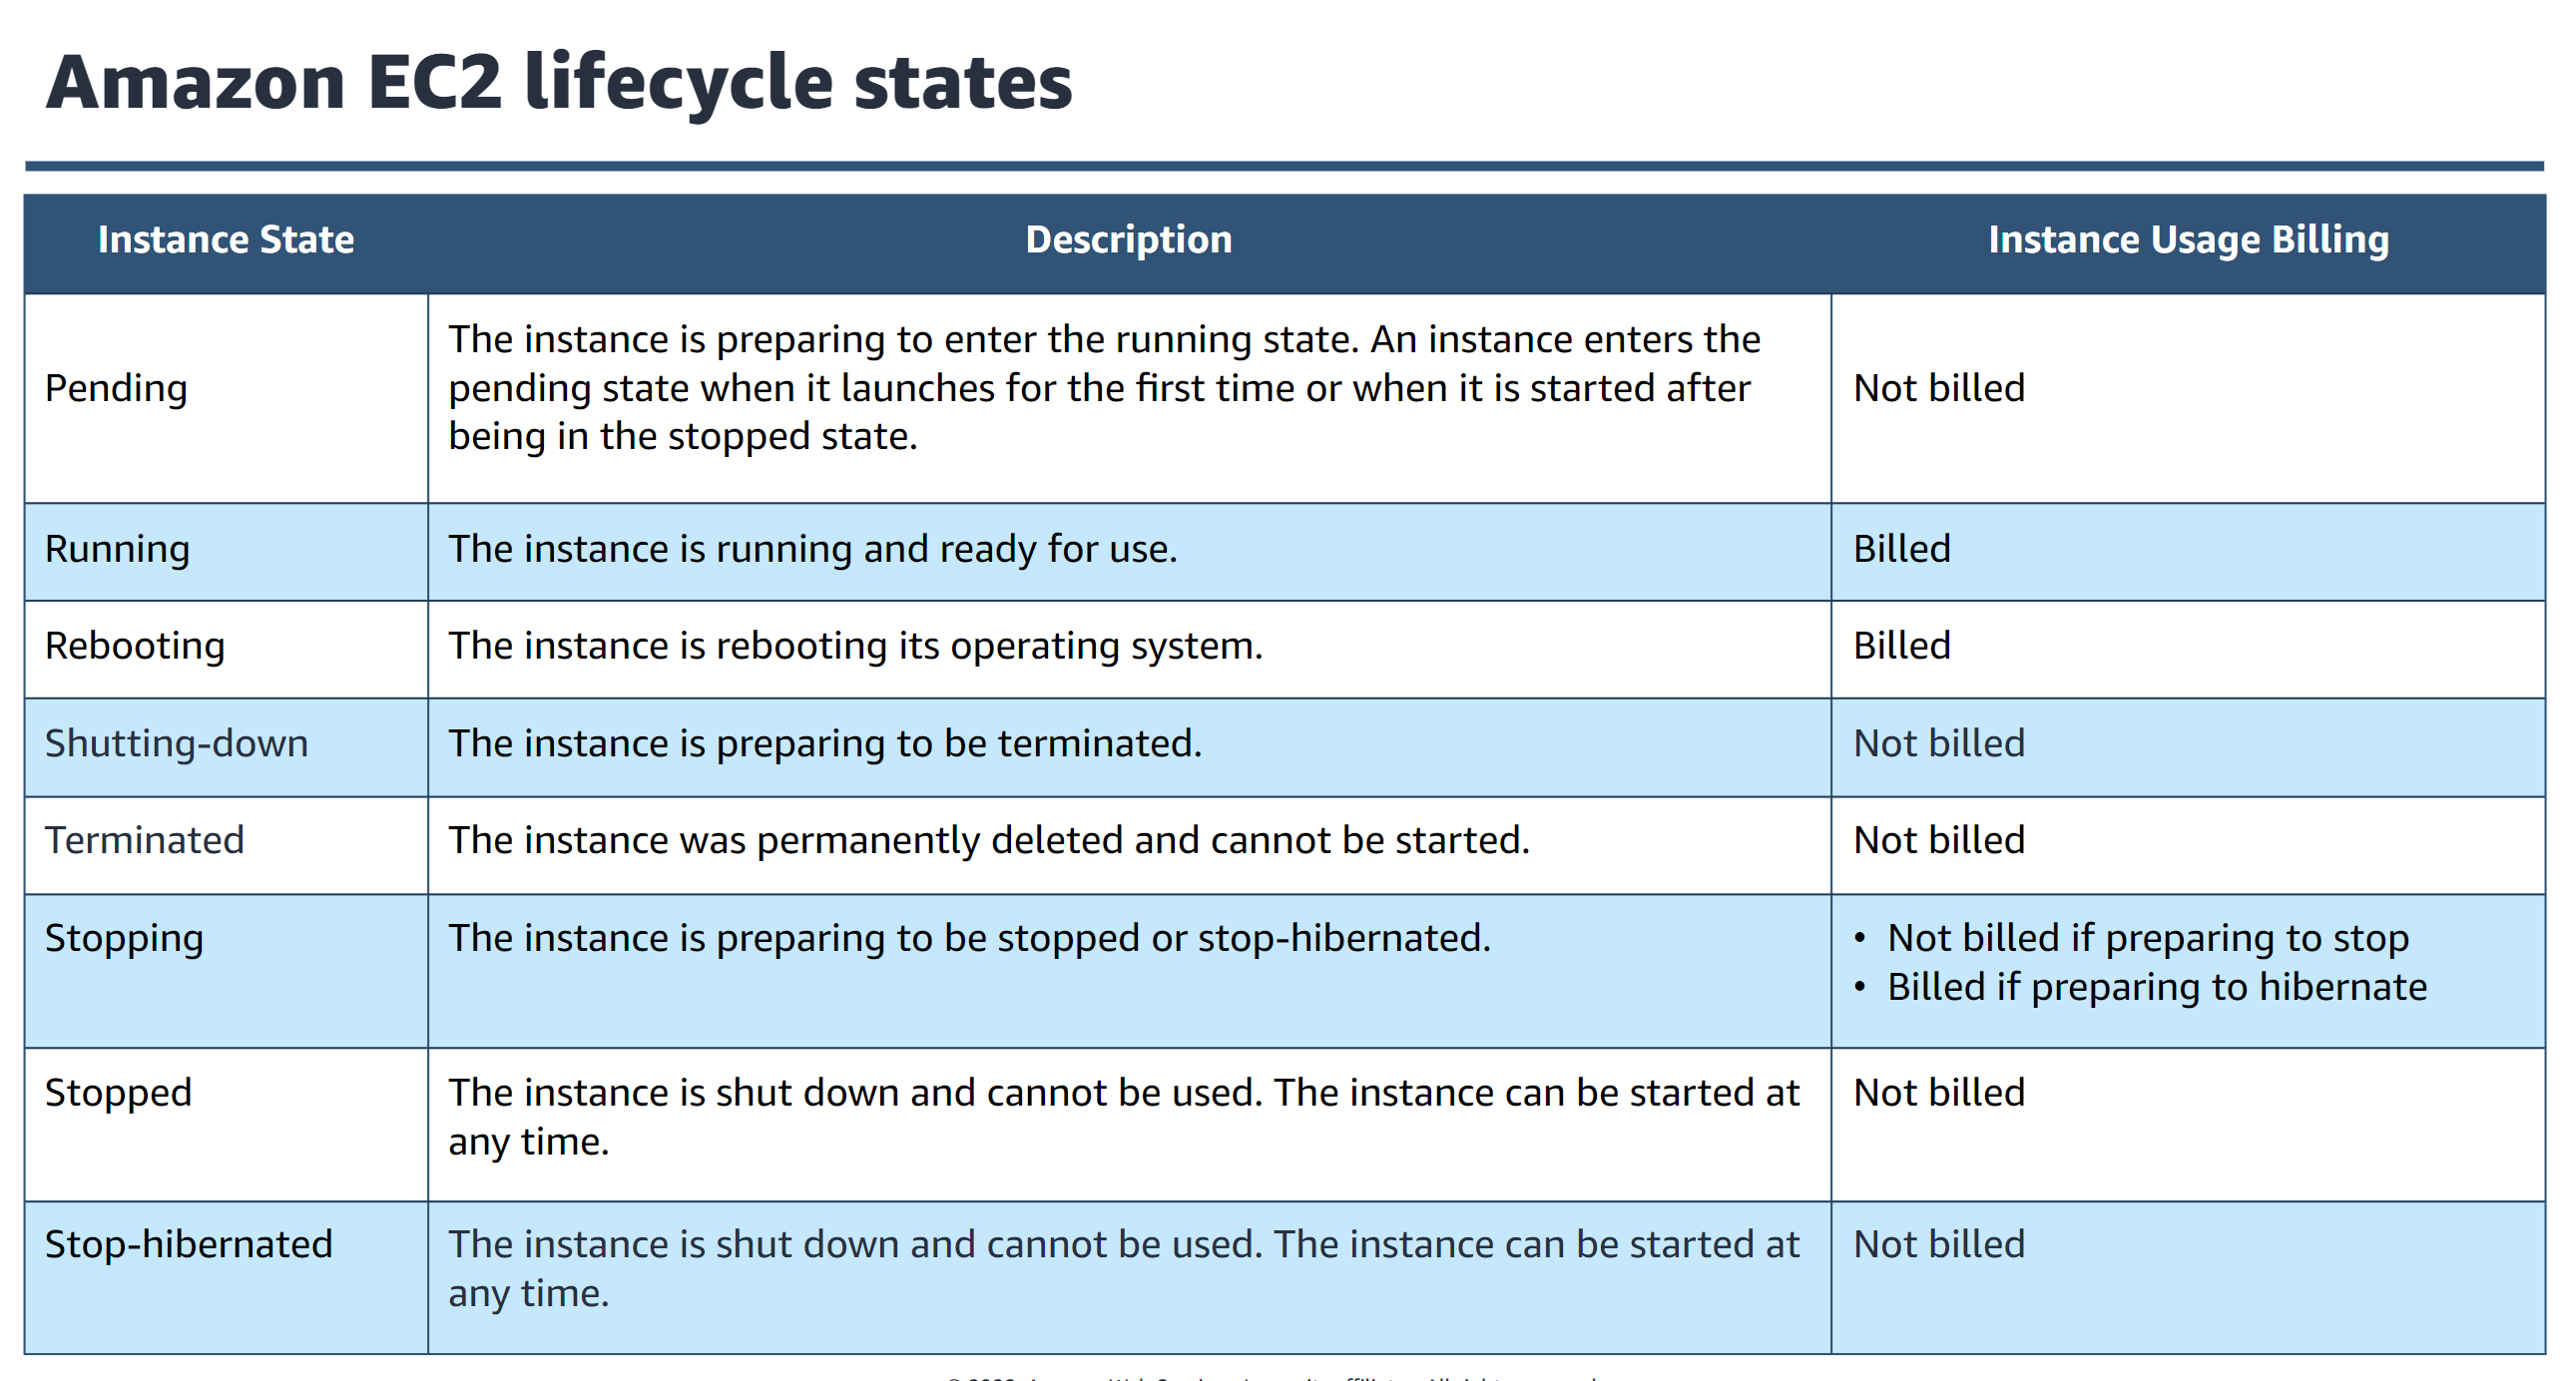 Amazon EC2 lifecycle states
Instance State
Description
Instance Usage Billing
Pending
The instance is preparing to enter the running state. An instance enters the
pending state when it launches for the first time or when it is started after
being in the stopped state.
Not billed
Running
The instance is running and ready for use.
Billed
Rebooting
The instance is rebooting its operating system.
Billed
Shutting-down
The instance is preparing to be terminated.
Not billed
Terminated
The instance was permanently deleted and cannot be started.
Not billed
Stopping
The instance is preparing to be stopped or stop-hibernated.
• Not billed if preparing to stop
• Billed if preparing to hibernate
Stopped
The instance is shut down and cannot be used. The instance can be started at
any time.
Not billed
Stop-hibernated
The instance is shut down and cannot be used. The instance can be started at
any time.
Not billed